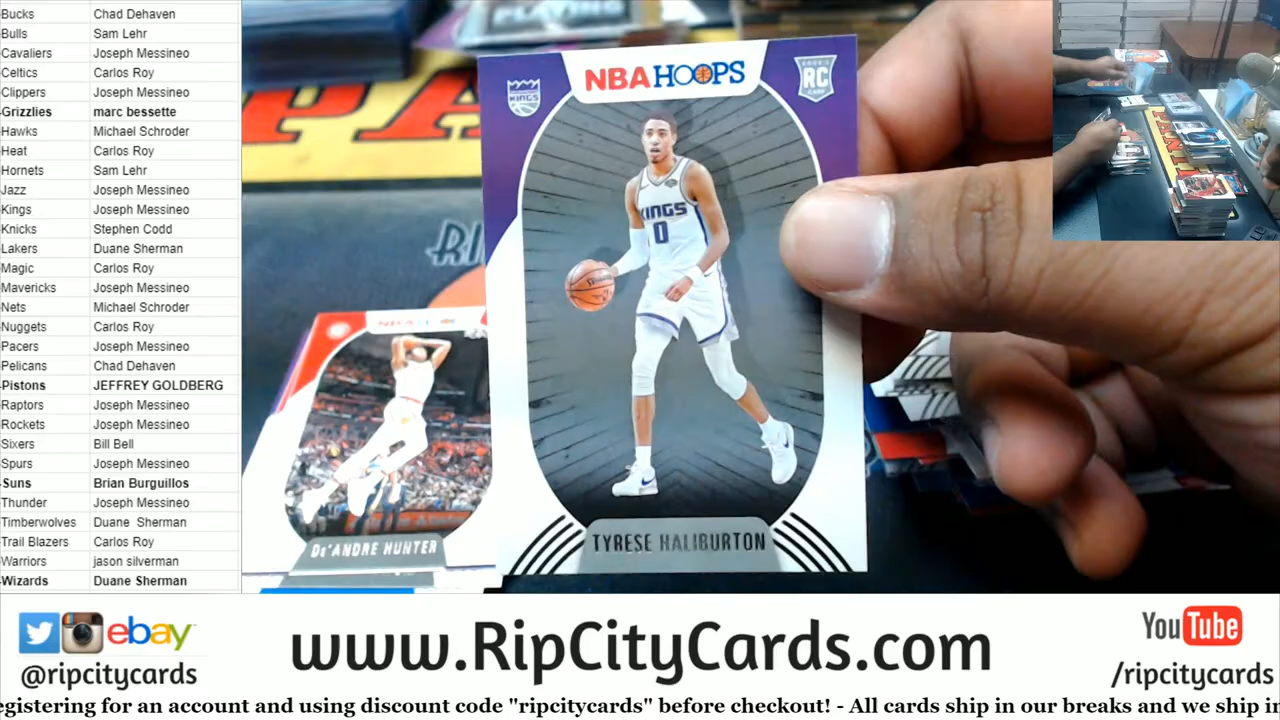 Bucks Chad Dehaven
Bulls Sam Lehr
Cavaliers Joseph Messineo
Celtics Carlos Roy
Clippers Joseph Messineo
Grizzlies marc bessette
Hawks Michael Schroder
Heat Carlos Roy
Hornets Sam Lehr
Jazz Joseph Messineo
Kings Joseph Messineo
Knicks Stephen Codd
Lakers Duane Sherman
Magic Carlos Roy
Mavericks Joseph Messineo
Nets Michael Schroder
Nuggets Carlos Roy
Pacers Joseph Messineo
Pelicans Chad Dehaven
Pistons JEFFREY GOLDBERG
Raptors Joseph Messineo
Rockets Joseph Messineo
Sixers Bill Bell
Spurs Joseph Messineo
Suns Brian Burguillos
Thunder Joseph Messineo
Timberwolves Duane Sherman
Trail Blazers Carlos Roy
Warriors jason silverman
Wizards Duane Sherman
NBA HOOPS
KINGS
RC
KINGS
0
TYRESE HALIBURTON
DE'ANDRE HUNTER
ebay
@ripcitycards
www.RipCityCards.com
YouTube
/ripcitycards
egistering for an account and using discount code "ripcitycards" before checkout! - All cards ship in our breaks and we ship in